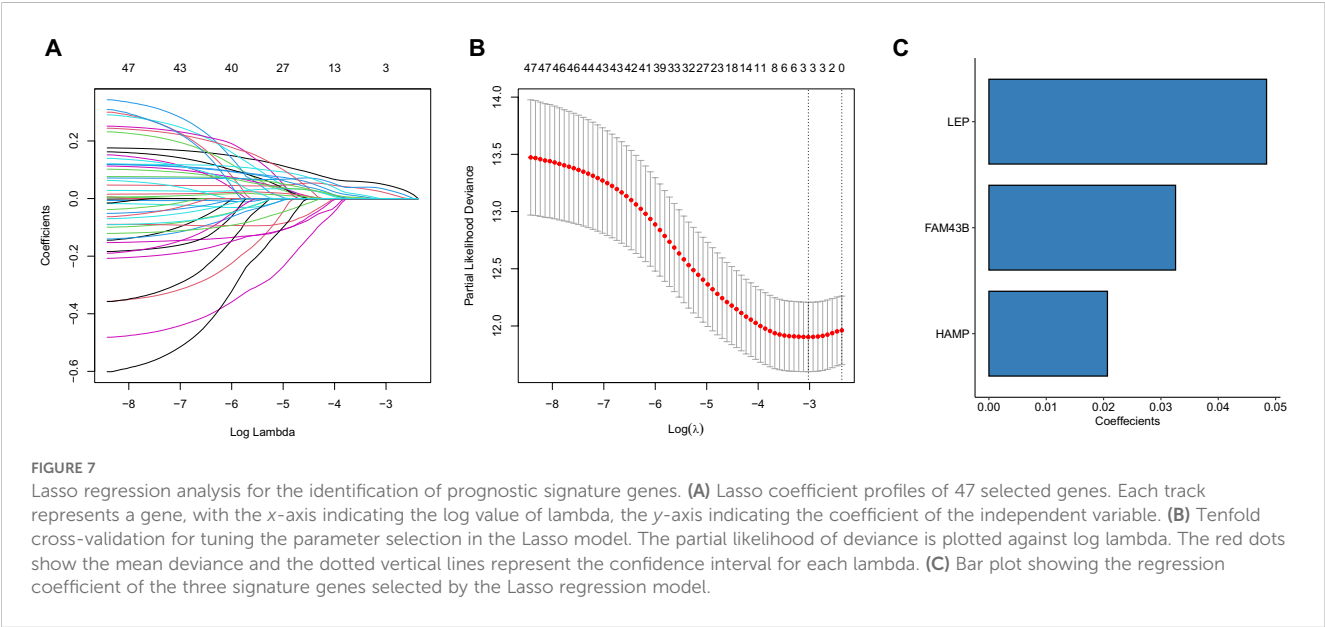 A
47 43 40 27 13 3
0.2
0.0
−0.2
−0.4
−0.6
Coefficients
−8 −7 −6 −5 −4 −3
Log Lambda
B
47 47 46 46 44 43 43 42 41 39 33 32 27 23 18 14 11 8 6 6 3 3 3 2 0
14.0
13.5
13.0
12.5
12.0
Partial Likelihood Deviance
−8 −7 −6 −5 −4 −3
Log(λ)
C
LEP
FAM43B
HAMP
0.00 0.01 0.02 0.03 0.04 0.05
Coeffecients
FIGURE 7
Lasso regression analysis for the identification of prognostic signature genes. (A) Lasso coefficient profiles of 47 selected genes. Each track
represents a gene, with the x-axis indicating the log value of lambda, the y-axis indicating the coefficient of the independent variable. (B) Tenfold
cross-validation for tuning the parameter selection in the Lasso model. The partial likelihood of deviance is plotted against log lambda. The red dots
show the mean deviance and the dotted vertical lines represent the confidence interval for each lambda. (C) Bar plot showing the regression
coefficient of the three signature genes selected by the Lasso regression model.